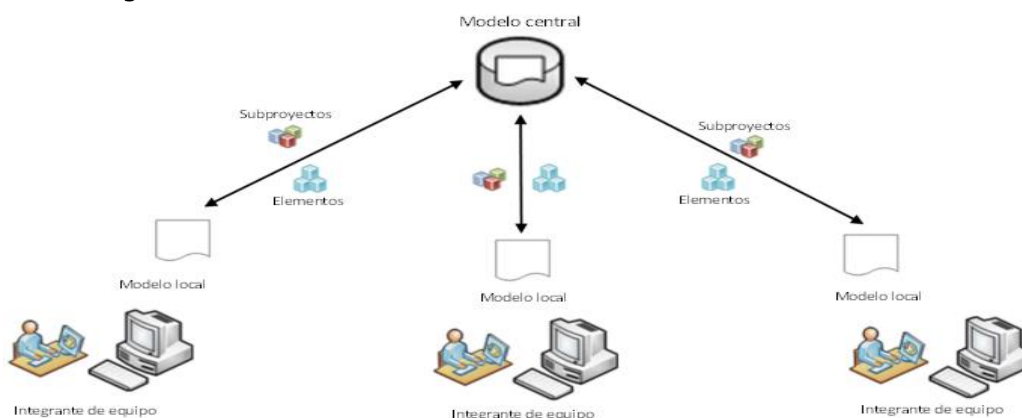 Modelo central
Subproyectos
Subproyectos
Elementos
Elementos
Modelo local
Modelo local
Modelo local
Integrante de equipo
Integrante de equipo
Integrante de equipo